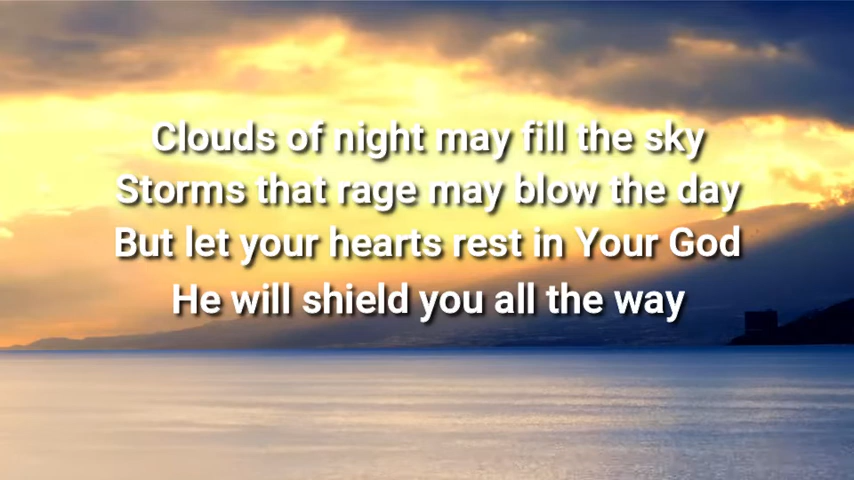 Clouds of night may fill the sky
Storms that rage may blow the day
But let your hearts rest in Your God
He will shield you all the way